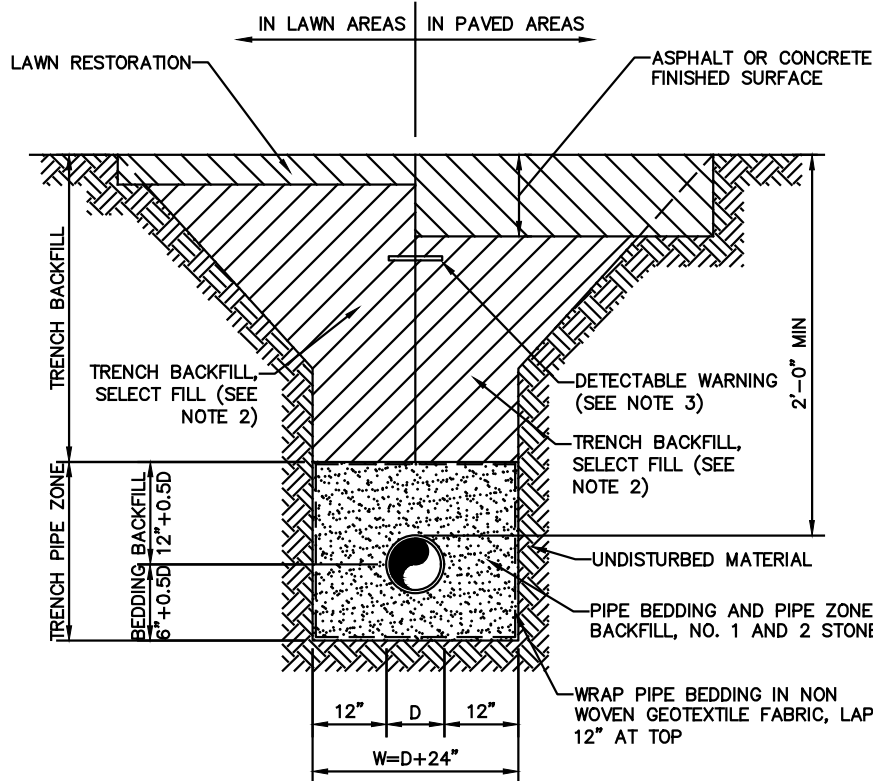 IN LAWN AREAS
IN PAVED AREAS
LAWN RESTORATION
ASPHALT OR CONCRETE
FINISHED SURFACE
TRENCH BACKFILL
2'-0" MIN
TRENCH BACKFILL,
SELECT FILL (SEE
NOTE 2)
DETECTABLE WARNING
(SEE NOTE 3)
TRENCH BACKFILL,
SELECT FILL (SEE
NOTE 2)
TRENCH PIPE ZONE
BEDDING BACKFILL
12"+0.5D
6"+0.5D
UNDISTURBED MATERIAL
PIPE BEDDING AND PIPE ZONE
BACKFILL, NO. 1 AND 2 STONE
WRAP PIPE BEDDING IN NON
WOVEN GEOTEXTILE FABRIC, LAP
12" AT TOP
12"
D
12"
W=D+24"